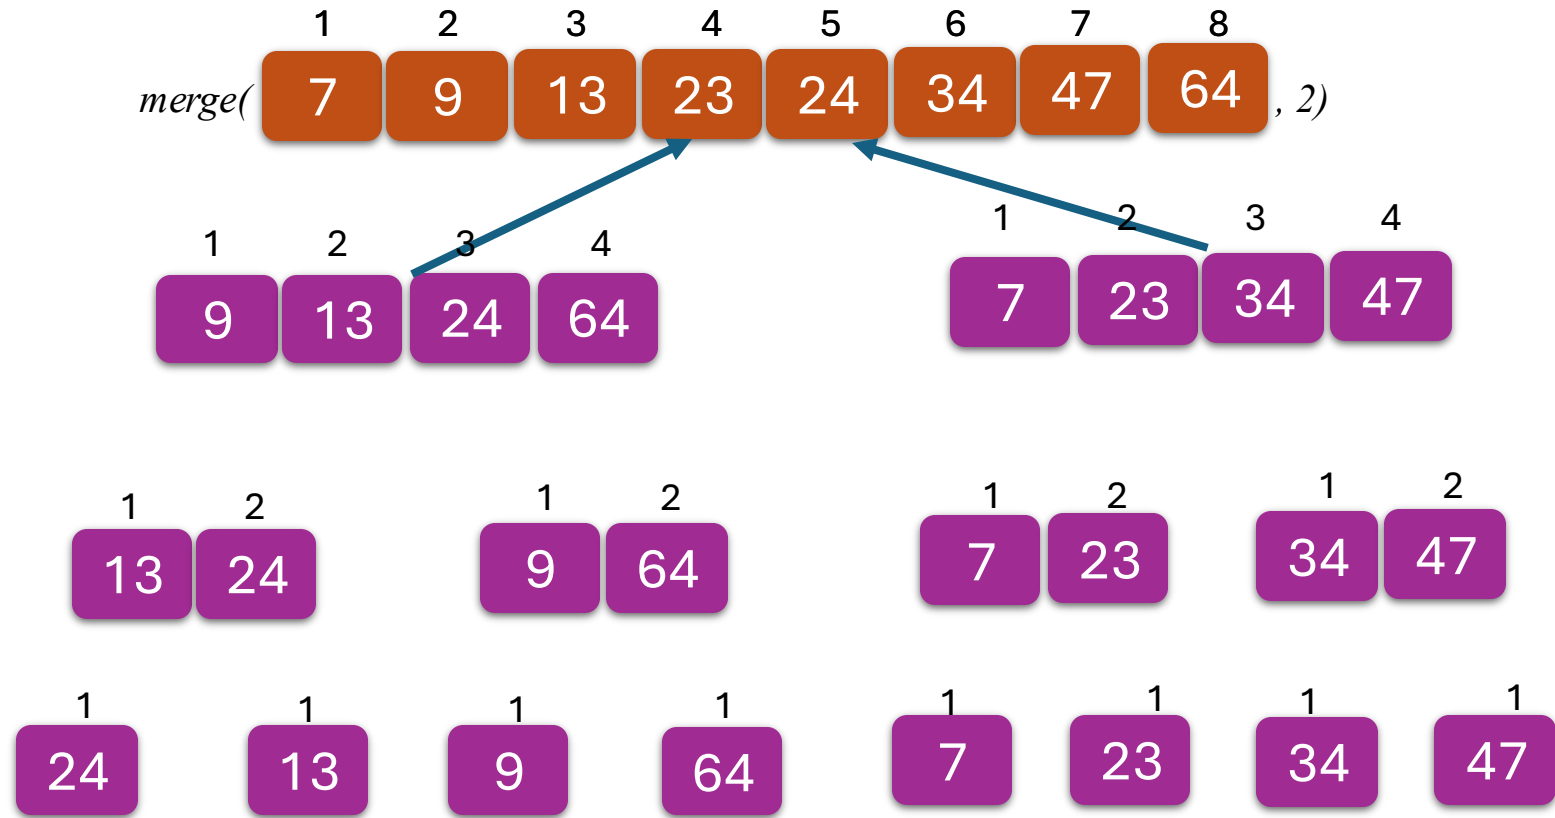 1 2 3 4 5 6 7 8
merge( 7 9 13 23 24 34 47 64 , 2)
1 2 3 4 1 2 3 4
9 13 24 64 7 23 34 47
1 2 1 2 1 2 1 2
13 24 9 64 7 23 34 47
1 1 1 1 1 1 1 1
24 13 9 64 7 23 34 47